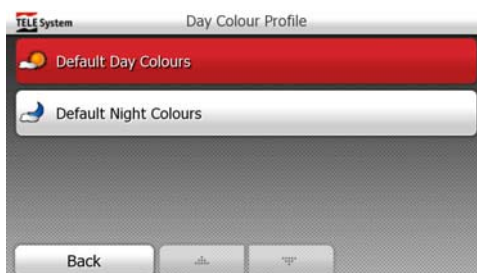 TELE System
Day Colour Profile
Default Day Colours
Default Night Colours
Back